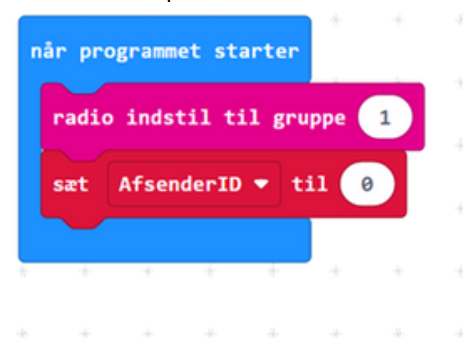 når programmet starter
radio indstil til gruppe 1
sæt AfsenderID til 0